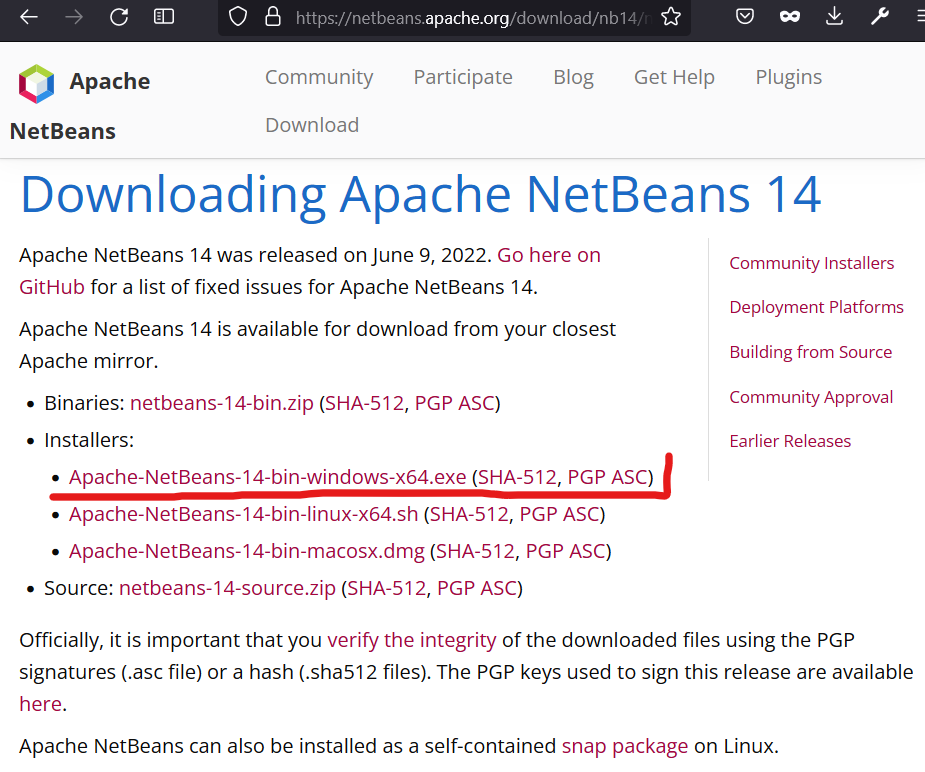 https://netbeans.apache.org/download/nb14/
Apache
NetBeans
Community Participate Blog Get Help Plugins
Download
Downloading Apache NetBeans 14
Apache NetBeans 14 was released on June 9, 2022. Go here on
GitHub for a list of fixed issues for Apache NetBeans 14.
Apache NetBeans 14 is available for download from your closest
Apache mirror.
• Binaries: netbeans-14-bin.zip (SHA-512, PGP ASC)
• Installers:
• Apache-NetBeans-14-bin-windows-x64.exe (SHA-512, PGP ASC)
• Apache-NetBeans-14-bin-linux-x64.sh (SHA-512, PGP ASC)
• Apache-NetBeans-14-bin-macosx.dmg (SHA-512, PGP ASC)
• Source: netbeans-14-source.zip (SHA-512, PGP ASC)
Community Installers
Deployment Platforms
Building from Source
Community Approval
Earlier Releases
Officially, it is important that you verify the integrity of the downloaded files using the PGP
signatures (.asc file) or a hash (.sha512 files). The PGP keys used to sign this release are available
here.
Apache NetBeans can also be installed as a self-contained snap package on Linux.